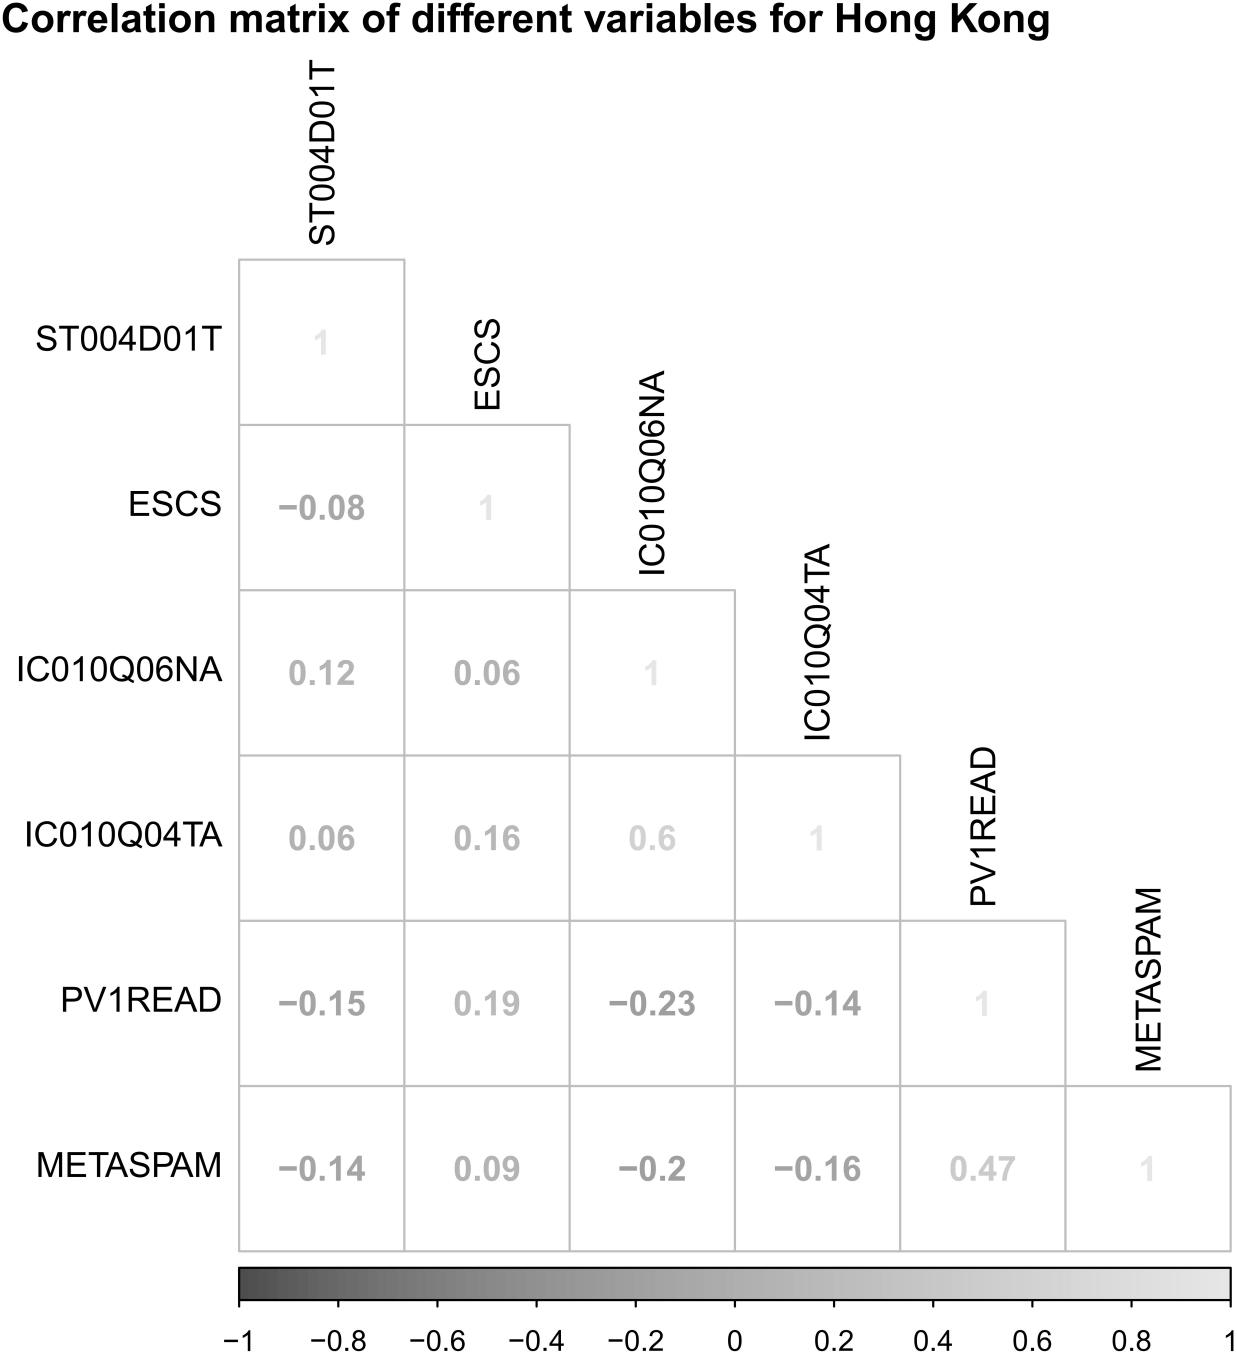 Correlation matrix of different variables for Hong Kong
ST004D01T
ESCS
IC010Q06NA
IC010Q04TA
PV1READ
METASPAM
ST004D01T 1
ESCS −0.08 1
IC010Q06NA 0.12 0.06 1
IC010Q04TA 0.06 0.16 0.6 1
PV1READ −0.15 0.19 −0.23 −0.14 1
METASPAM −0.14 0.09 −0.2 −0.16 0.47 1
−1 −0.8 −0.6 −0.4 −0.2 0 0.2 0.4 0.6 0.8 1